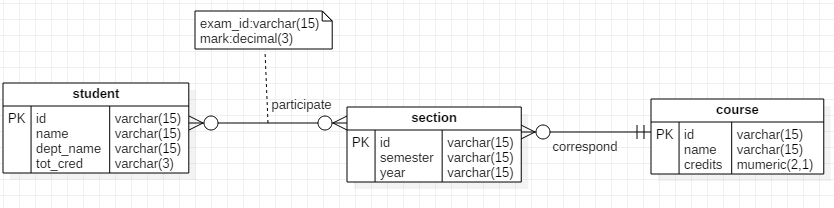 exam_id:varchar(15)
mark:decimal(3)
student
PK id varchar(15)
name varchar(15)
dept_name varchar(15)
tot_cred varchar(3)
participate
section
PK id varchar(15)
semester varchar(15)
year varchar(15)
correspond
course
PK id varchar(15)
name varchar(15)
credits mumeric(2,1)